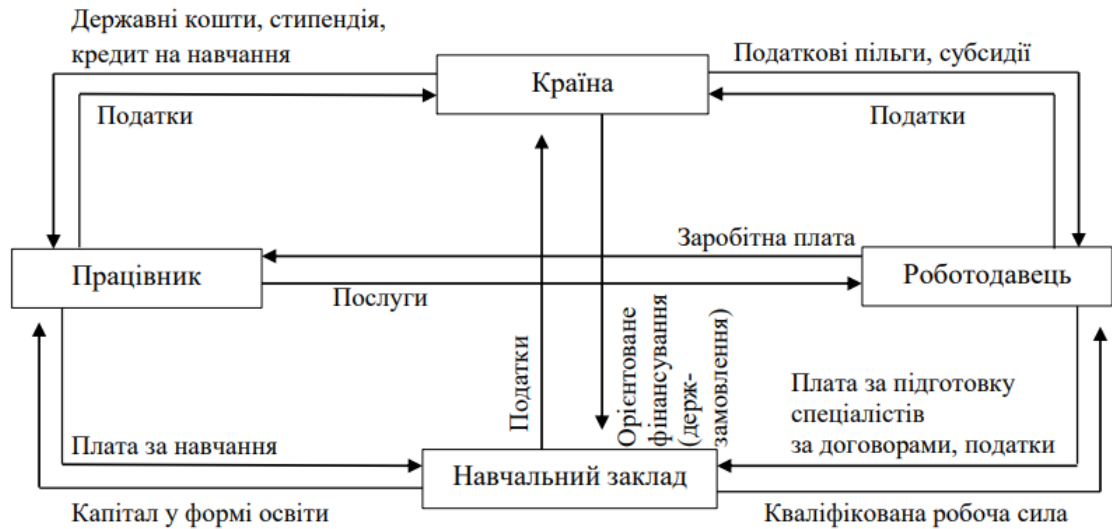 Державні кошти, стипендія,
кредит на навчання
Країна
Податкові пільги, субсидії
Податки
Податки
Працівник
Заробітна плата
Послуги
Роботодавець
Податки
Орієнтоване
фінансування
(держ-
замовлення)
Плата за підготовку
спеціалістів
за договорами, податки
Плата за навчання
Навчальний заклад
Капітал у формі освіти
Кваліфікована робоча сила